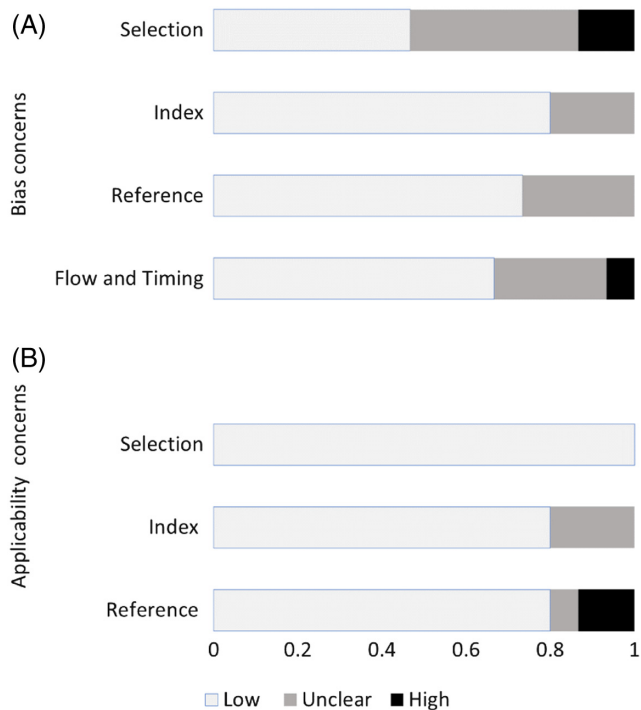 (A)
Bias concerns
Selection
Index
Reference
Flow and Timing
(B)
Applicability concerns
Selection
Index
Reference
0 0.2 0.4 0.6 0.8 1
Low Unclear High